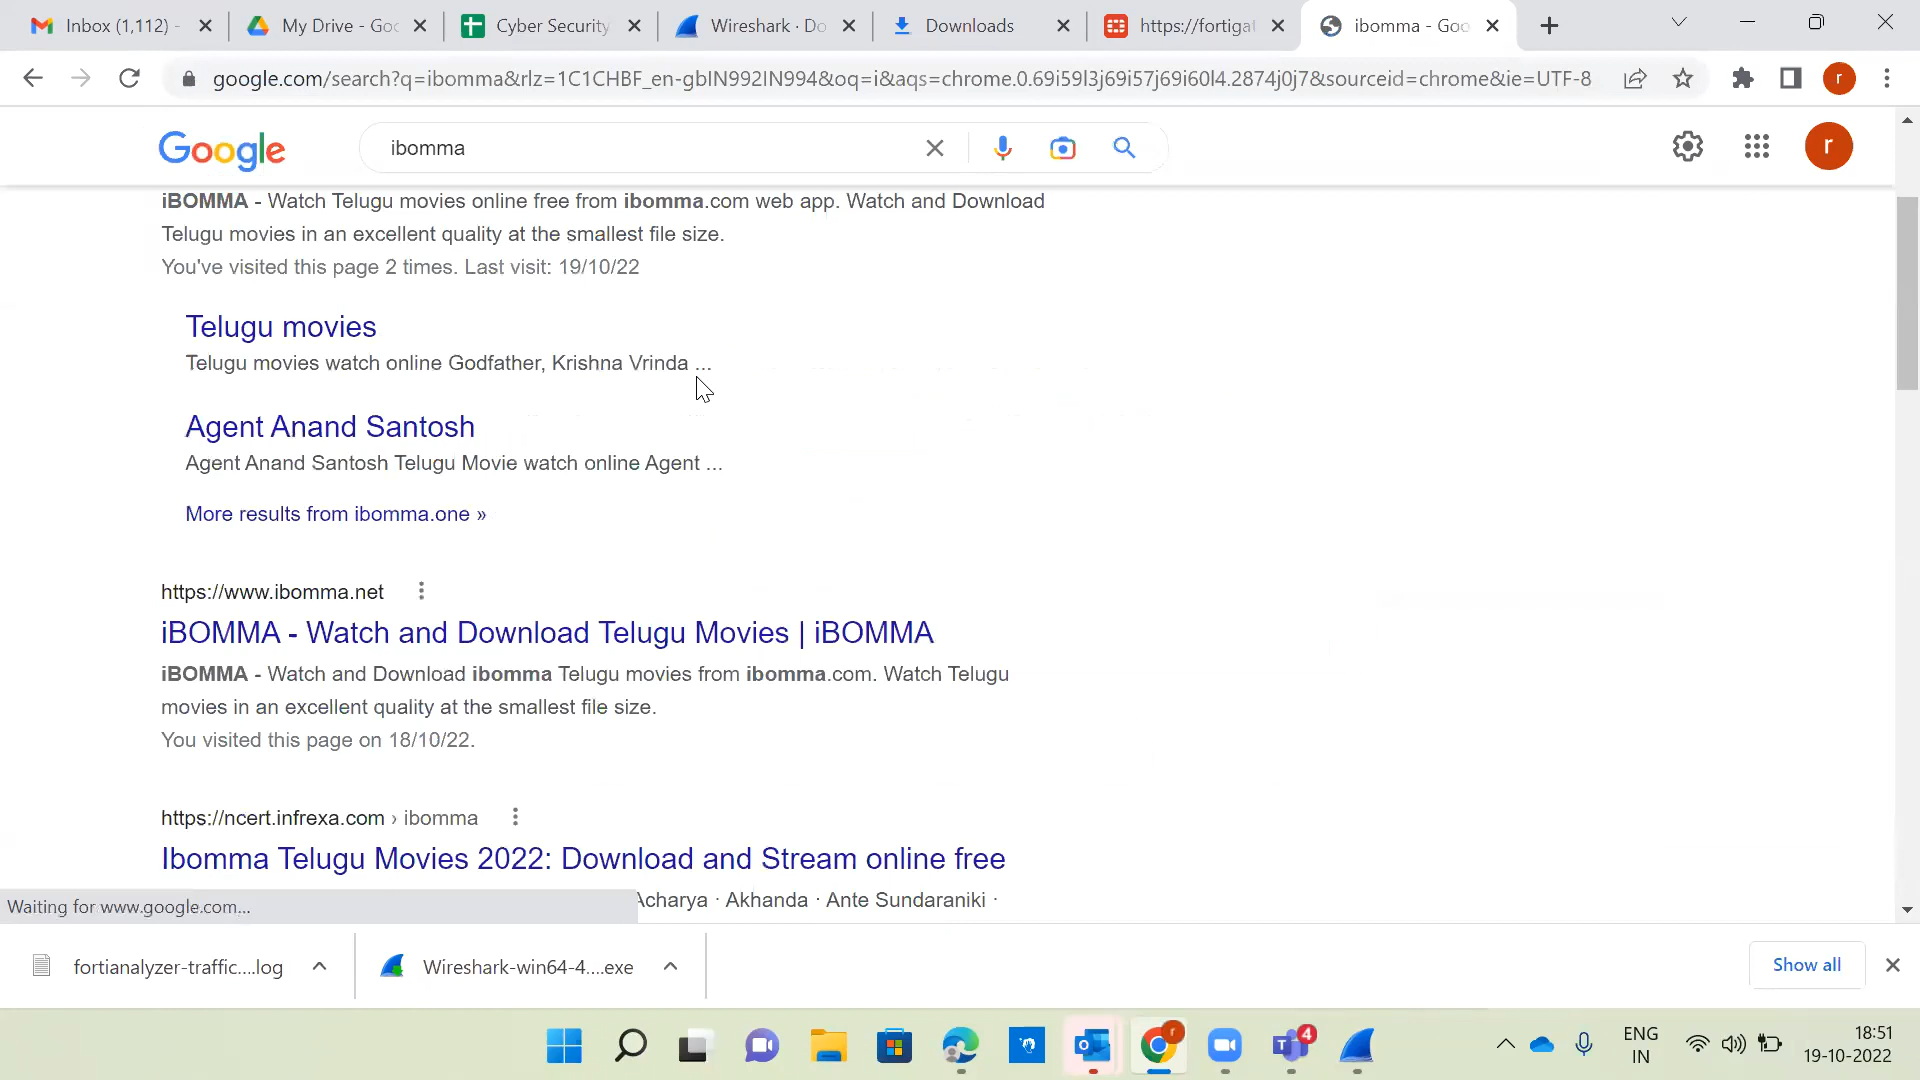 Inbox (1,112) -
My Drive - Goo
Cyber Security
Wireshark · Do
Downloads
https://fortigat
ibomma - Goo
google.com/search?q=ibomma&rlz=1C1CHBF_en-gbIN992IN994&oq=i&aqs=chrome.0.69i59l3j69i57j69i60l4.2874j0j7&sourceid=chrome&ie=UTF-8
r
Google
ibomma
r
iBOMMA - Watch Telugu movies online free from ibomma.com web app. Watch and Download
Telugu movies in an excellent quality at the smallest file size.
You've visited this page 2 times. Last visit: 19/10/22
Telugu movies
Telugu movies watch online Godfather, Krishna Vrinda ...
Agent Anand Santosh
Agent Anand Santosh Telugu Movie watch online Agent ...
More results from ibomma.one »
https://www.ibomma.net
iBOMMA - Watch and Download Telugu Movies | iBOMMA
iBOMMA - Watch and Download ibomma Telugu movies from ibomma.com. Watch Telugu
movies in an excellent quality at the smallest file size.
You visited this page on 18/10/22.
https://ncert.infrexa.com › ibomma
Ibomma Telugu Movies 2022: Download and Stream online free
Acharya · Akhanda · Ante Sundaraniki ·
Waiting for www.google.com...
fortianalyzer-traffic....log
Wireshark-win64-4....exe
Show all
r
4
ENG
IN
18:51
19-10-2022